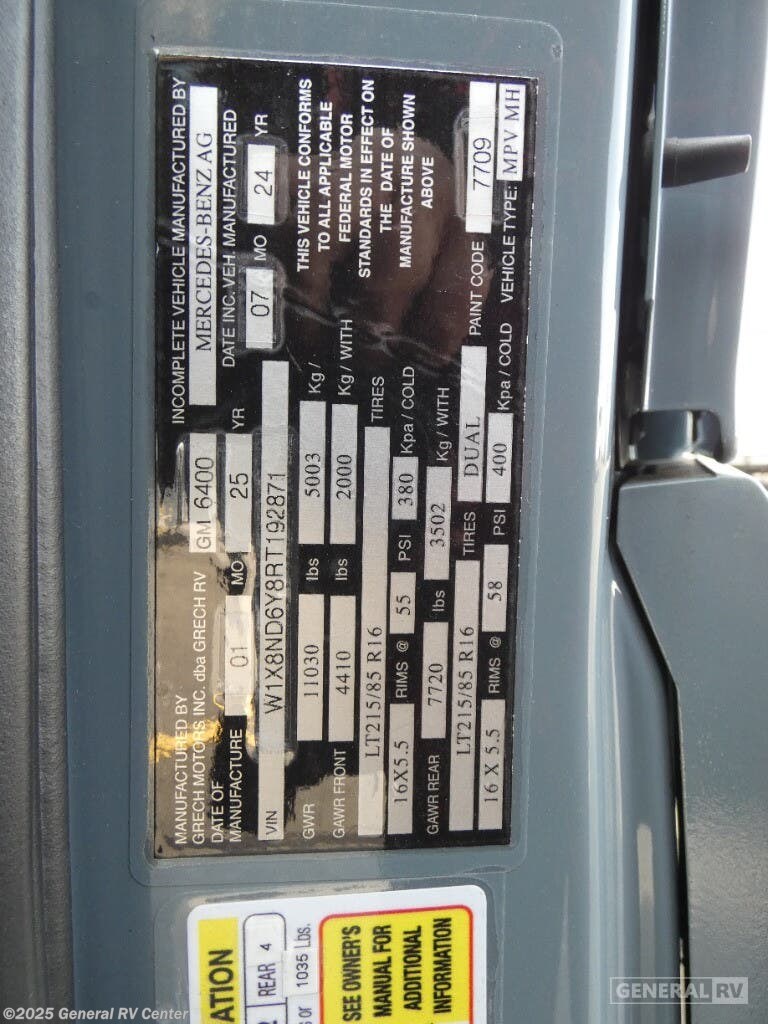 MANUFACTURED BY
GRECH MOTORS INC. dba GRECH RV
GM 6400
INCOMPLETE VEHICLE MANUFACTURED BY
MERCEDES-BENZ AG
DATE OF
MANUFACTURE 01 MO 25 YR
DATE INC. VEH. MANUFACTURED
07 MO 24 YR
VIN W1X8ND6Y8RT192871
GWR 11030 lbs 5003 Kg /
GAWR FRONT 4410 lbs 2000 Kg / WITH
LT215/85 R16 TIRES
16X5.5 RIMS @ 55 PSI 380 Kpa / COLD
THIS VEHICLE CONFORMS
TO ALL APPLICABLE
FEDERAL MOTOR
STANDARDS IN EFFECT ON
THE DATE OF
MANUFACTURE SHOWN
ABOVE
GAWR REAR 7720 lbs 3502 Kg / WITH
LT215/85 R16 TIRES DUAL PAINT CODE 7709
16 X 5.5 RIMS @ 58 PSI 400 Kpa / COLD VEHICLE TYPE: MPV MH
ATION
2 REAR 4
s or 1035 Lbs.
SEE OWNER'S
MANUAL FOR
ADDITIONAL
INFORMATION
GENERAL RV
©2025 General RV Center